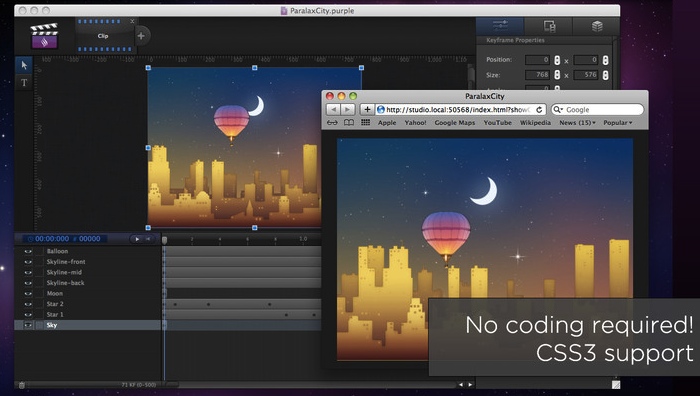 ParalaxCity.purple
Clip
Keyframe Properties
Position: 0 x 0
Size: 768 x 576
ParalaxCity
http://studio.local:50568/index.html?show
Google
Apple Yahoo! Google Maps YouTube Wikipedia News (15) Popular
00:00:000 # 00000
Balloon
Skyline-front
Skyline-mid
Skyline-back
Moon
Star 2
Star 1
Sky
No coding required!
CSS3 support